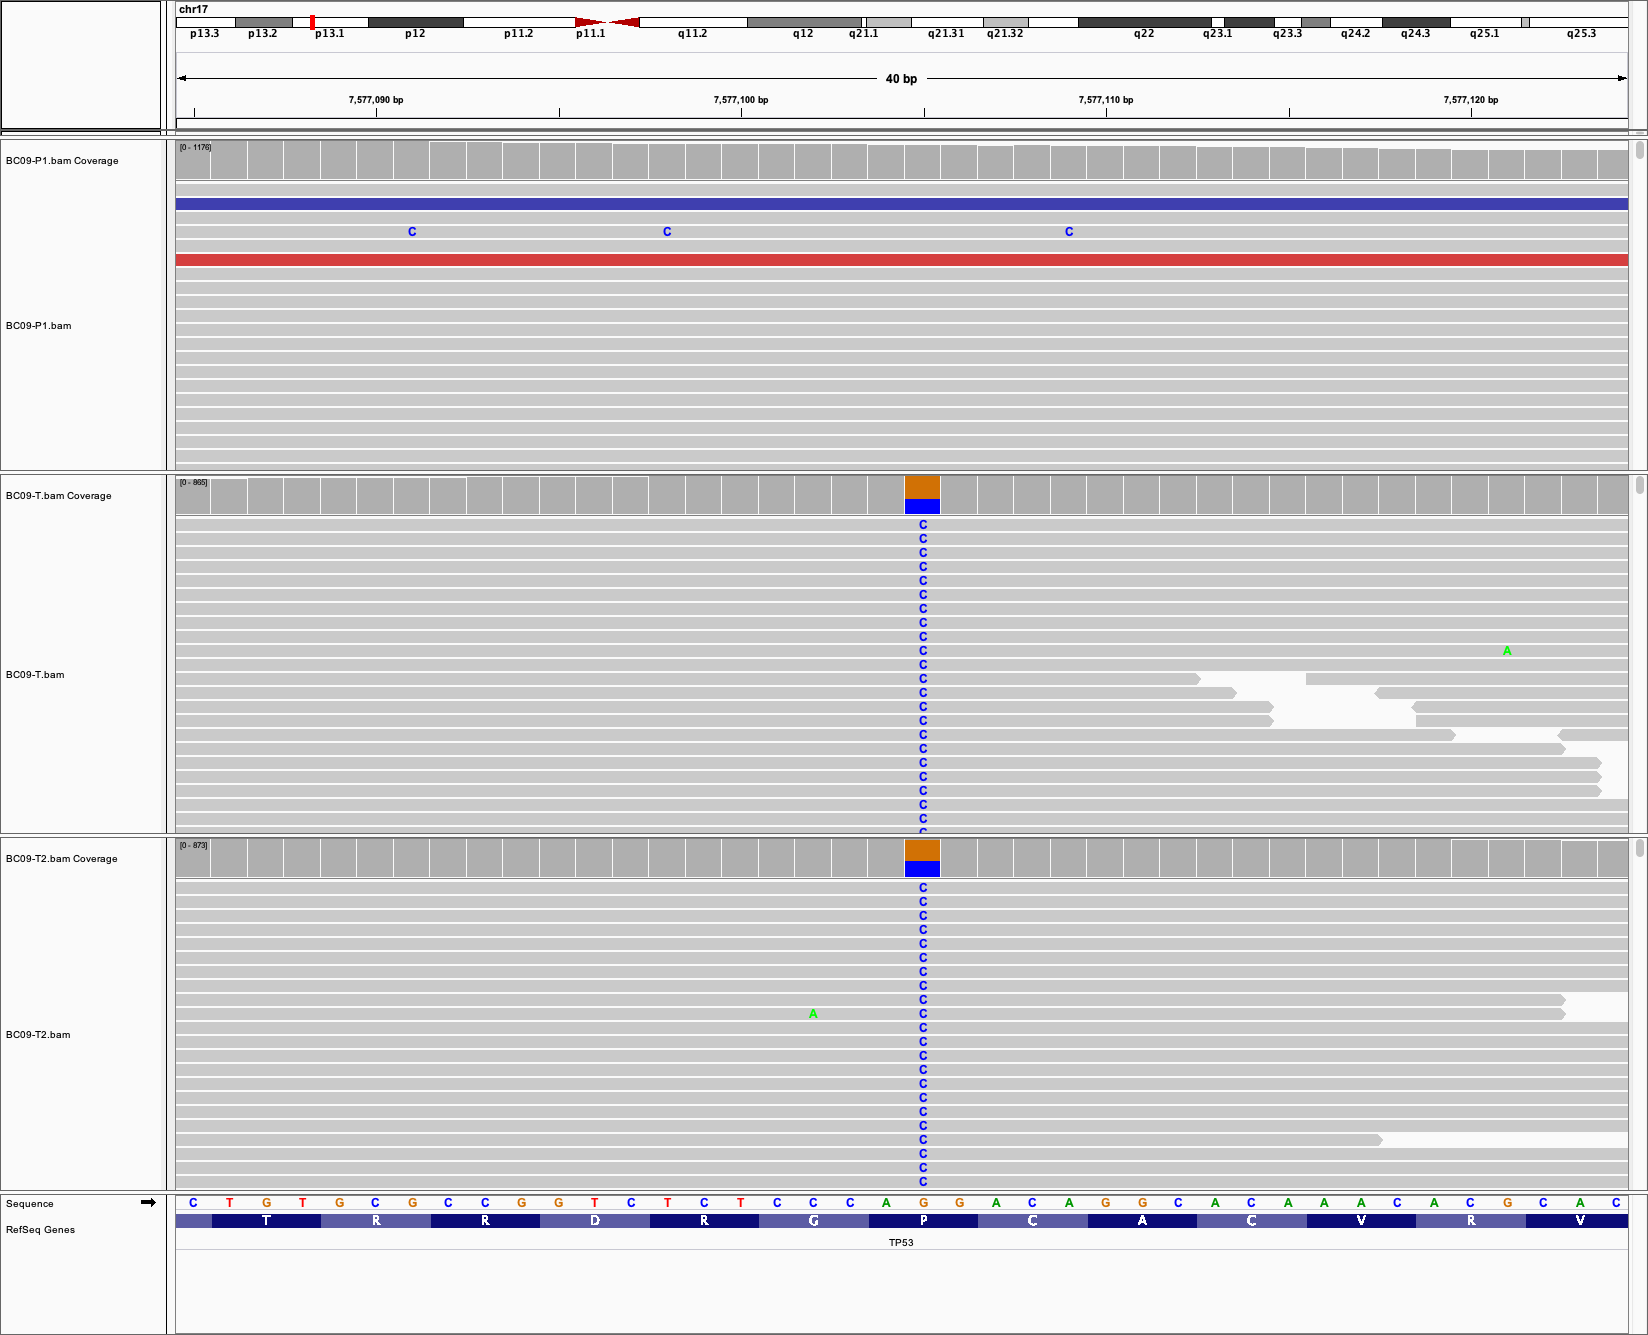 chr17
p13.3 p13.2 p13.1 p12 p11.2 p11.1 q11.2 q12 q21.1 q21.31 q21.32 q22 q23.1 q23.3 q24.2 q24.3 q25.1 q25.3
40 bp
7,577,090 bp 7,577,100 bp 7,577,110 bp 7,577,120 bp
BC09-P1.bam Coverage
[0 - 1176]
C C C
BC09-P1.bam
BC09-T.bam Coverage
[0 - 865]
C
C
C
C
C
C
C
C
C
C A
C
C
BC09-T.bam
C
C
C
C
C
C
C
C
C
C
C
BC09-T2.bam Coverage
[0 - 873]
C
C
C
C
C
C
C
C
C
A C
C
BC09-T2.bam
C
C
C
C
C
C
C
C
C
C
C
Sequence C T G T G C G C C G G T C T C T C C C A G G A C A G G C A C A A A C A C G C A C
RefSeq Genes T R R D R G P C A C V R V
TP53